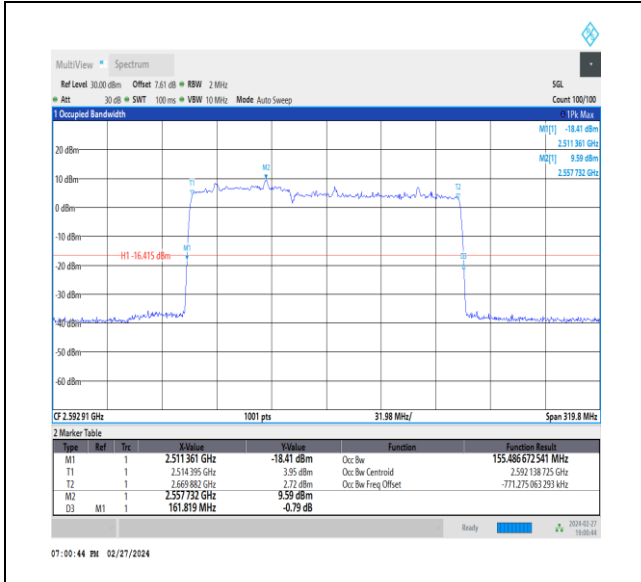 MultiView Spectrum
Ref Level 30.00 dBm Offset 7.61 dB RBW 2 MHz SGL
Att 30 dB SWT 100 ms VBW 10 MHz Mode Auto Sweep Count 100/100
1 Occupied Bandwidth 1Pk Max
M1[1] -18.41 dBm
2.511 361 GHz
M2[1] 9.59 dBm
2.557 732 GHz
20 dBm
M2
T1
10 dBm
0 dBm
-10 dBm
M1
H1 -16.415 dBm
D3
-20 dBm
-30 dBm
-40 dBm
-50 dBm
-60 dBm
CF 2.592 91 GHz 1001 pts 31.98 MHz/ Span 319.8 MHz
2 Marker Table
Type Ref Trc X-Value Y-Value Function Function Result
M1 1 2.511 361 GHz -18.41 dBm Occ Bw 155.486 672 541 MHz
T1 1 2.514 395 GHz 3.95 dBm Occ Bw Centroid 2.592 138 725 GHz
T2 1 2.669 882 GHz 2.72 dBm Occ Bw Freq Offset -771.275 063 293 kHz
M2 1 2.557 732 GHz 9.59 dBm
D3 M1 1 161.819 MHz -0.79 dB
Ready 2024-02-27
19:00:44
07:00:44 PM 02/27/2024